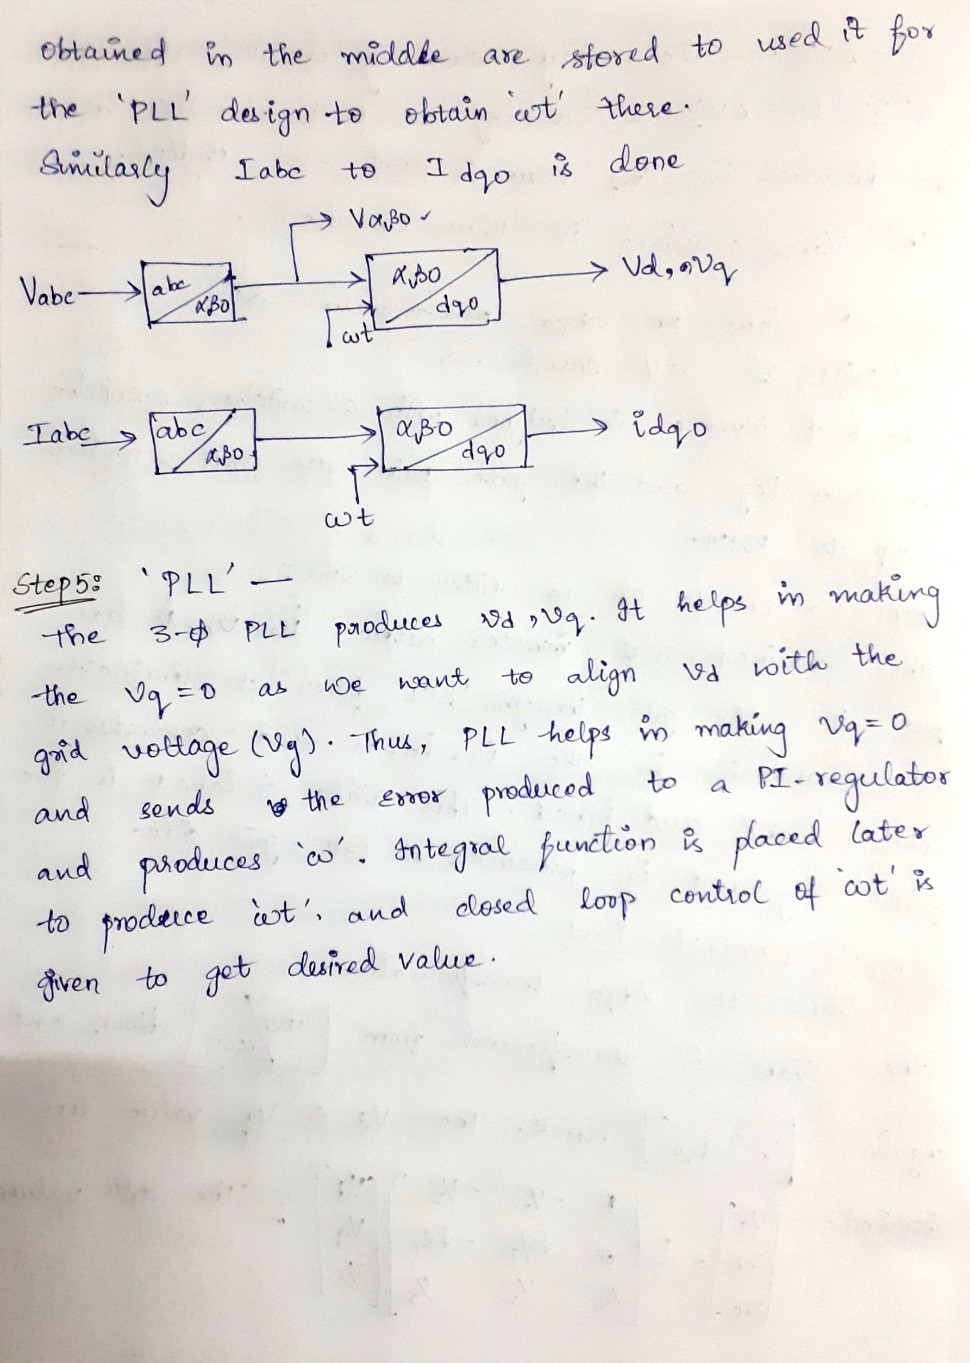 obtained in the middle are stored to used it for
the 'PLL' design to obtain 'ωt' there.
Similarly Iabc to I dqo is done
Vαβo ✓
Vabc → abc/αβo → αβo/dqo → Vd, Vq
ωt
Iabc → abc/αβo → αβo/dqo → idqo
ωt
Step 5: 'PLL' —
the 3-ϕ PLL produces vd, vq. It helps in making
the vq = 0 as we want to align vd with the
grid voltage (Vg). Thus, PLL helps in making vq = 0
and sends the error produced to a PI-regulator
and produces 'ω'. Integral function is placed later
to produce 'ωt'. and closed loop control of 'ωt' is
given to get desired value.